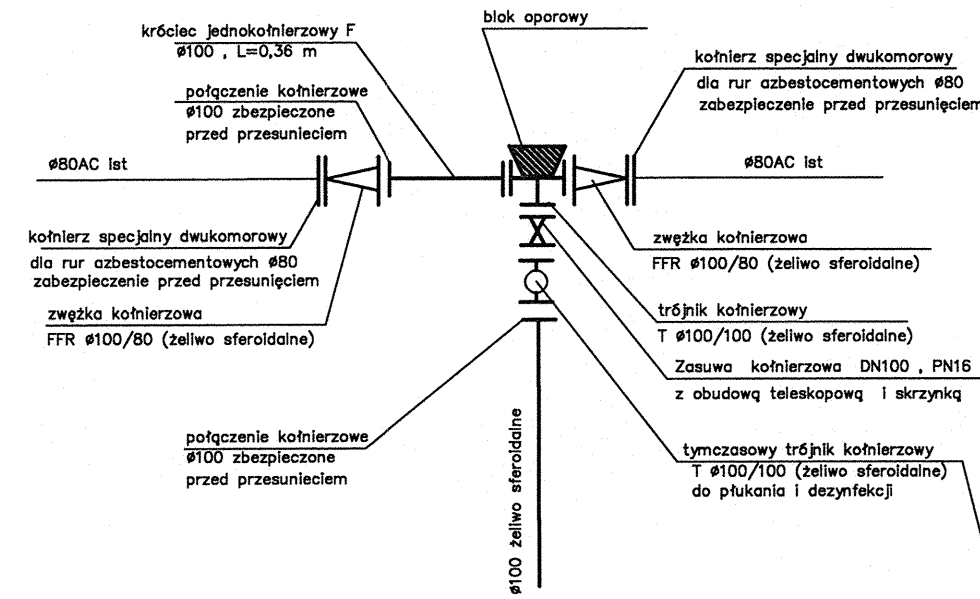 blok oporowy
króciec jednokołnierzowy F
ø100 , L=0,36 m
kołnierz specjalny dwukomorowy
dla rur azbestocementowych ø80
zabezpieczenie przed przesunięciem
połączenie kołnierzowe
ø100 zbezpieczone
przed przesunieciem
ø80AC ist
ø80AC ist
kołnierz specjalny dwukomorowy
dla rur azbestocementowych ø80
zabezpieczenie przed przesunięciem
zwężka kołnierzowa
FFR ø100/80 (żeliwo sferoidalne)
zwężka kołnierzowa
FFR ø100/80 (żeliwo sferoidalne)
trójnik kołnierzowy
T ø100/100 (żeliwo sferoidalne)
Zasuwa kołnierzowa DN100 , PN16
z obudową teleskopową i skrzynką
połączenie kołnierzowe
ø100 zbezpieczone
przed przesunieciem
tymczasowy trójnik kołnierzowy
T ø100/100 (żeliwo sferoidalne)
do płukania i dezynfekcji
ø100 żeliwo sferoidalne